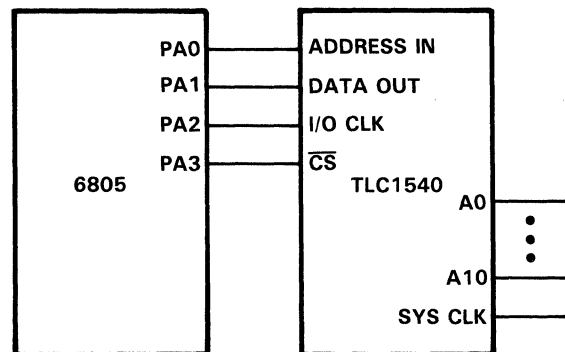 PA0
ADDRESS IN
PA1
DATA OUT
PA2
I/O CLK
PA3
CS
6805
TLC1540
A0
A10
SYS CLK